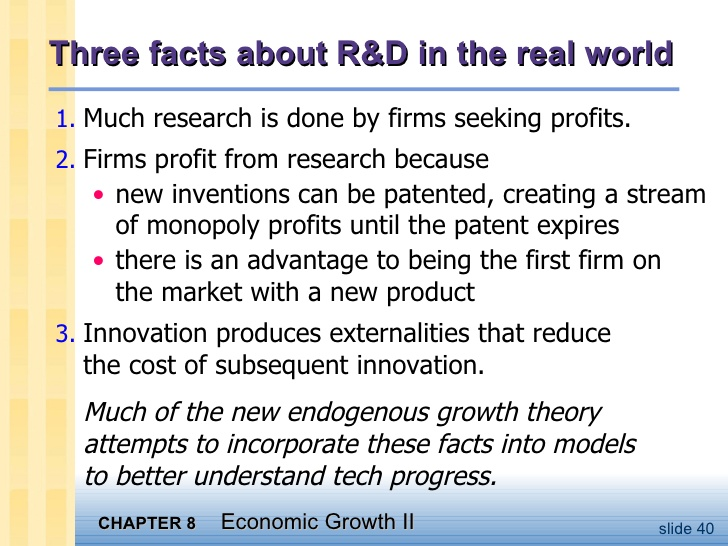 Three facts about R&D in the real world
1. Much research is done by firms seeking profits.
2. Firms profit from research because
• new inventions can be patented, creating a stream
of monopoly profits until the patent expires
• there is an advantage to being the first firm on
the market with a new product
3. Innovation produces externalities that reduce
the cost of subsequent innovation.
Much of the new endogenous growth theory
attempts to incorporate these facts into models
to better understand tech progress.
CHAPTER 8 Economic Growth II
slide 40